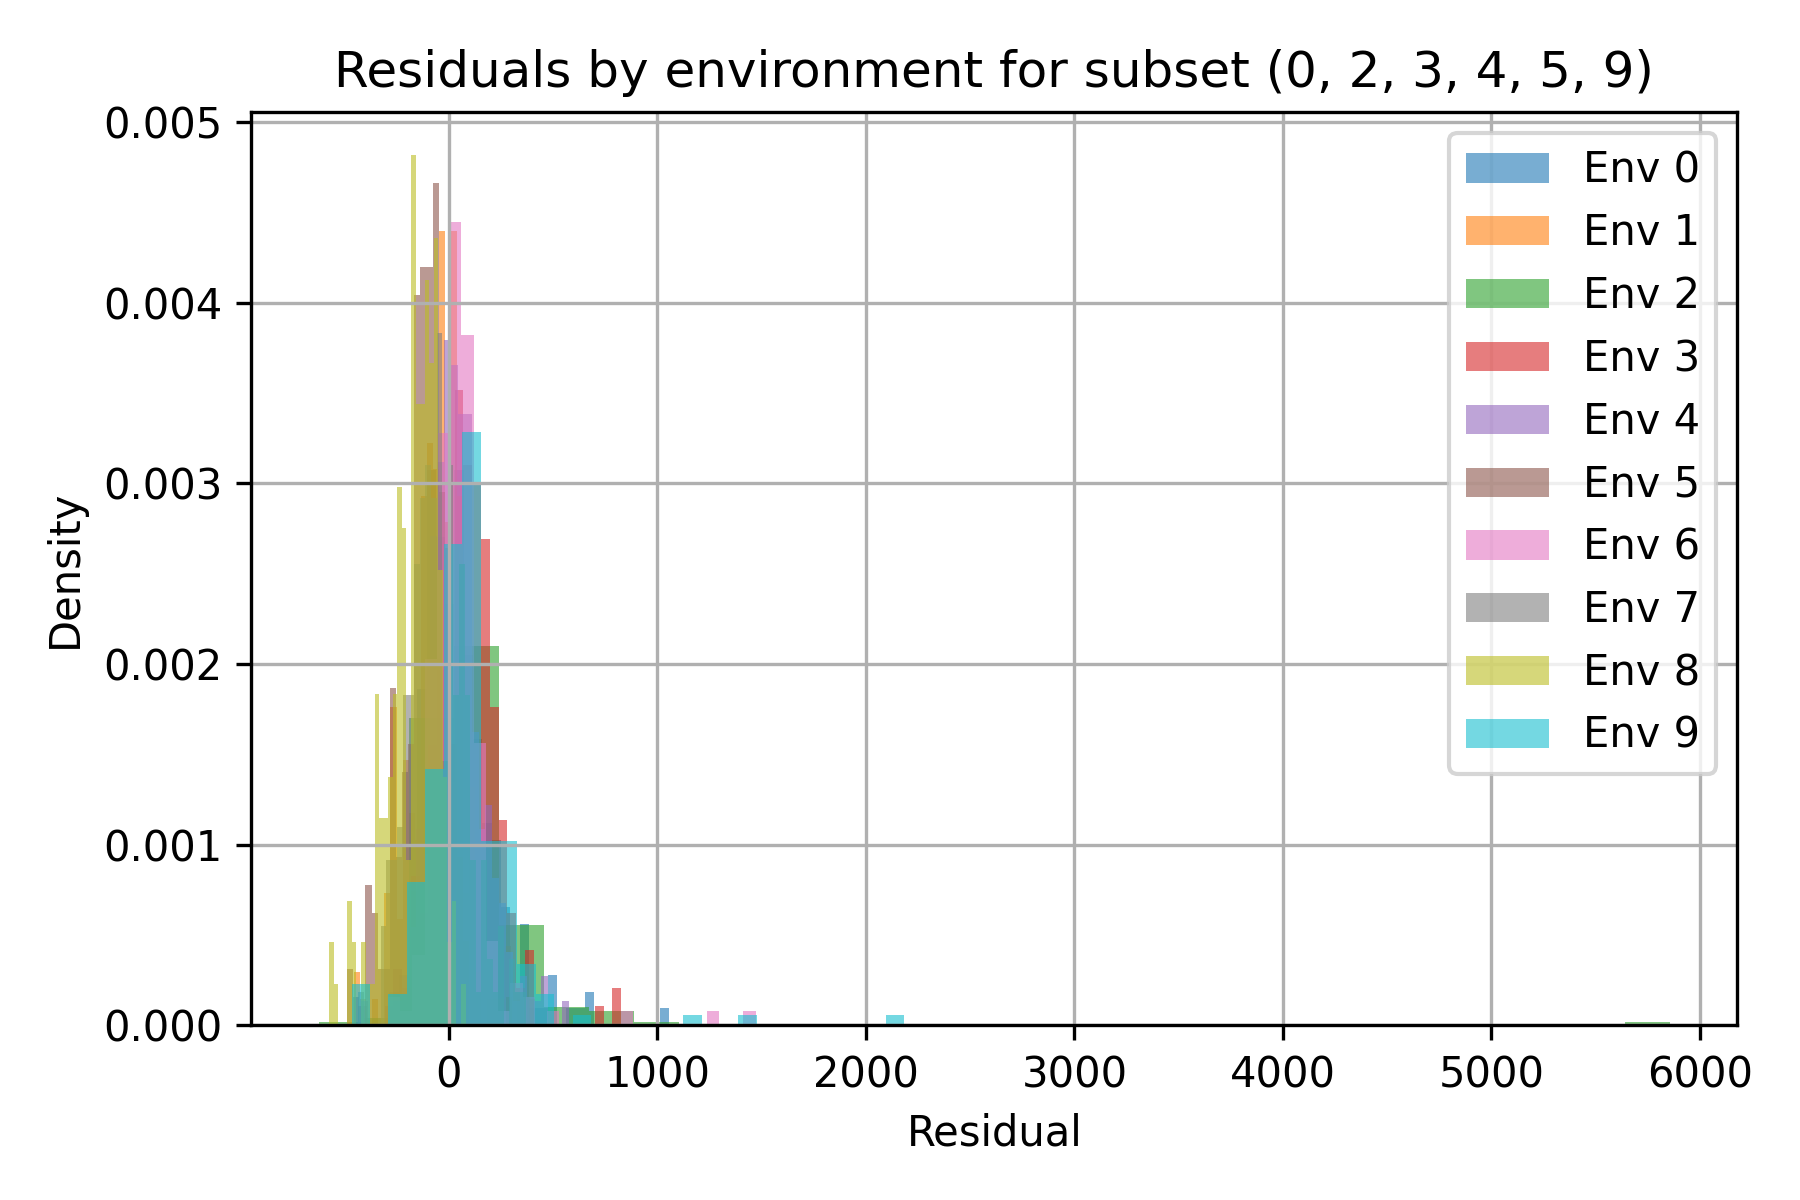 Residuals by environment for subset (0, 2, 3, 4, 5, 9)
0.005
0.004
0.003
0.002
0.001
0.000
Density
0 1000 2000 3000 4000 5000 6000
Residual
Env 0
Env 1
Env 2
Env 3
Env 4
Env 5
Env 6
Env 7
Env 8
Env 9